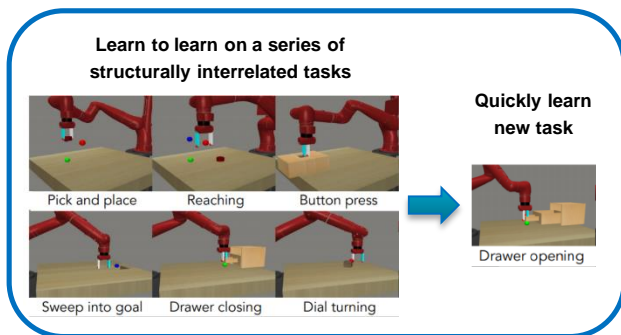 Learn to learn on a series of
structurally interrelated tasks
Quickly learn
new task
Pick and place
Reaching
Button press
Sweep into goal
Drawer closing
Dial turning
Drawer opening